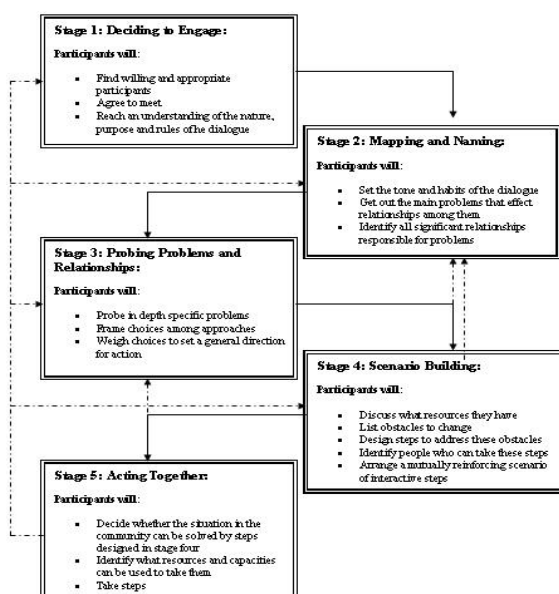 Stage 1: Deciding to Engage:
Participants will:
▪ Find willing and appropriate
participants
▪ Agree to meet
▪ Reach an understanding of the nature,
purpose and rules of he dialogue
Stage 2: Mapping and Naming:
Participants will:
▪ Set the tone and habits of the dialogue
▪ Get out the main problems that effect
relationships among them
▪ Identify all significant relationships
responsible for problems
Stage 3: Probing Problems and
Relationships:
Participants will:
▪ Probe in depth specific problems
▪ Frame choices among approaches
▪ Weigh choices to set a general direction
for action
Stage 4: Scenario Building:
Participants will:
▪ Discuss what resources they have
▪ List obstacles to change
▪ Design steps to address these obstacles
▪ Identify people who can take these steps
▪ Arrange a mutually reinforcing scenario
of interactive steps
Stage 5: Acting Together:
Participants will:
▪ Decide whether the situation in the
community can be solved by steps
designed in stage four
▪ Identify what resources and capacities
can be used to take them
▪ Take steps